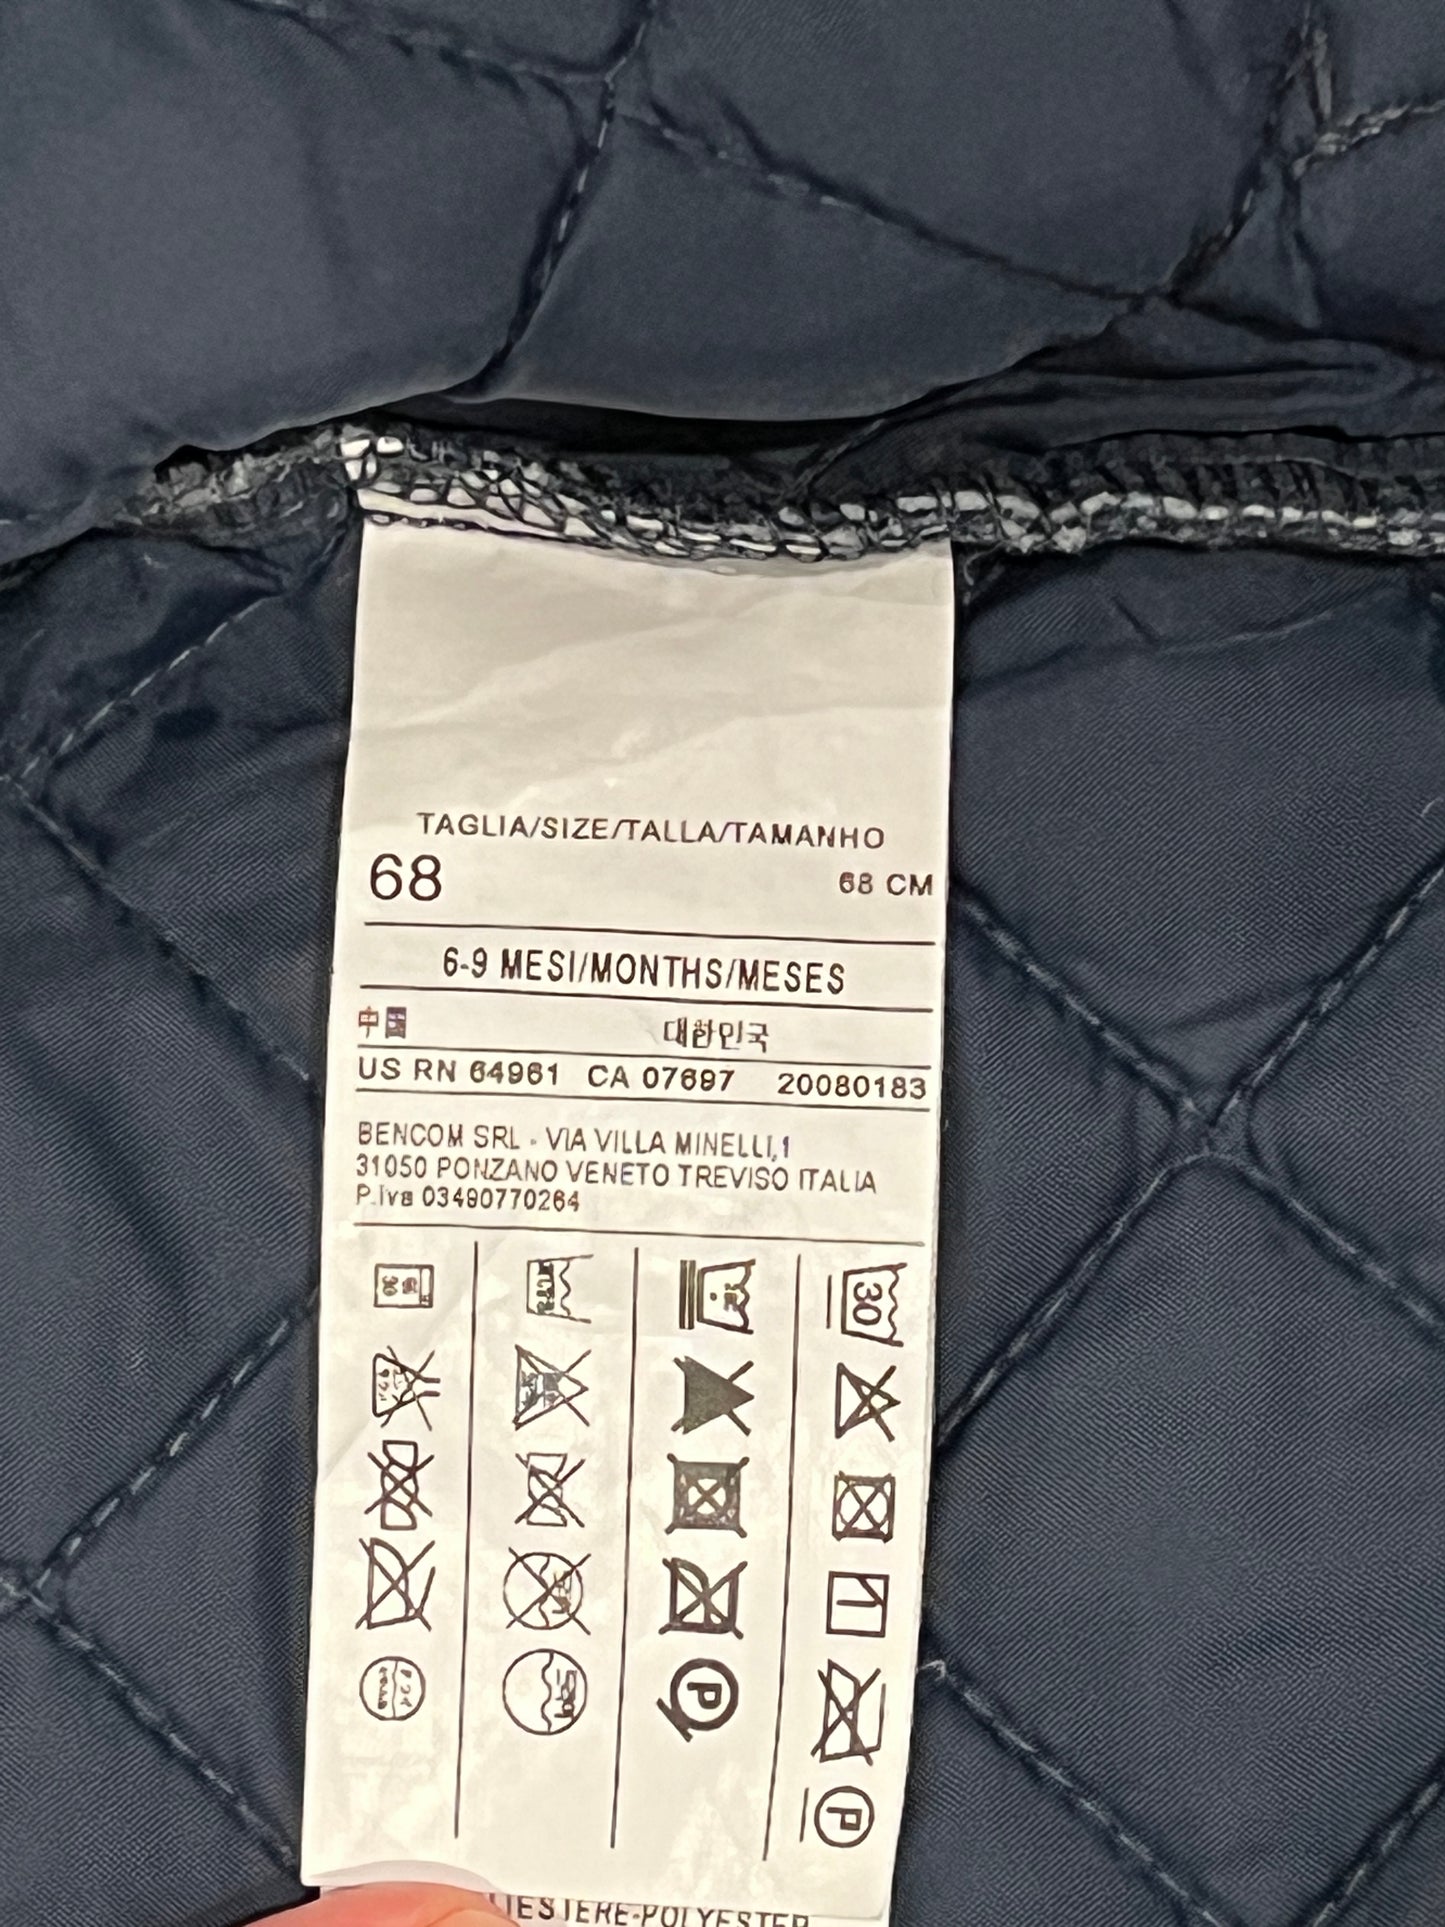 TAGLIA/SIZE/TALLA/TAMANHO
68 68 CM
6-9 MESI/MONTHS/MESES
中国 대한민국
US RN 64961 CA 07697 20080183
BENCOM SRL - VIA VILLA MINELLI,1
31050 PONZANO VENETO TREVISO ITALIA
P.Iva 03490770264
30
30
P
P
POLYESTER